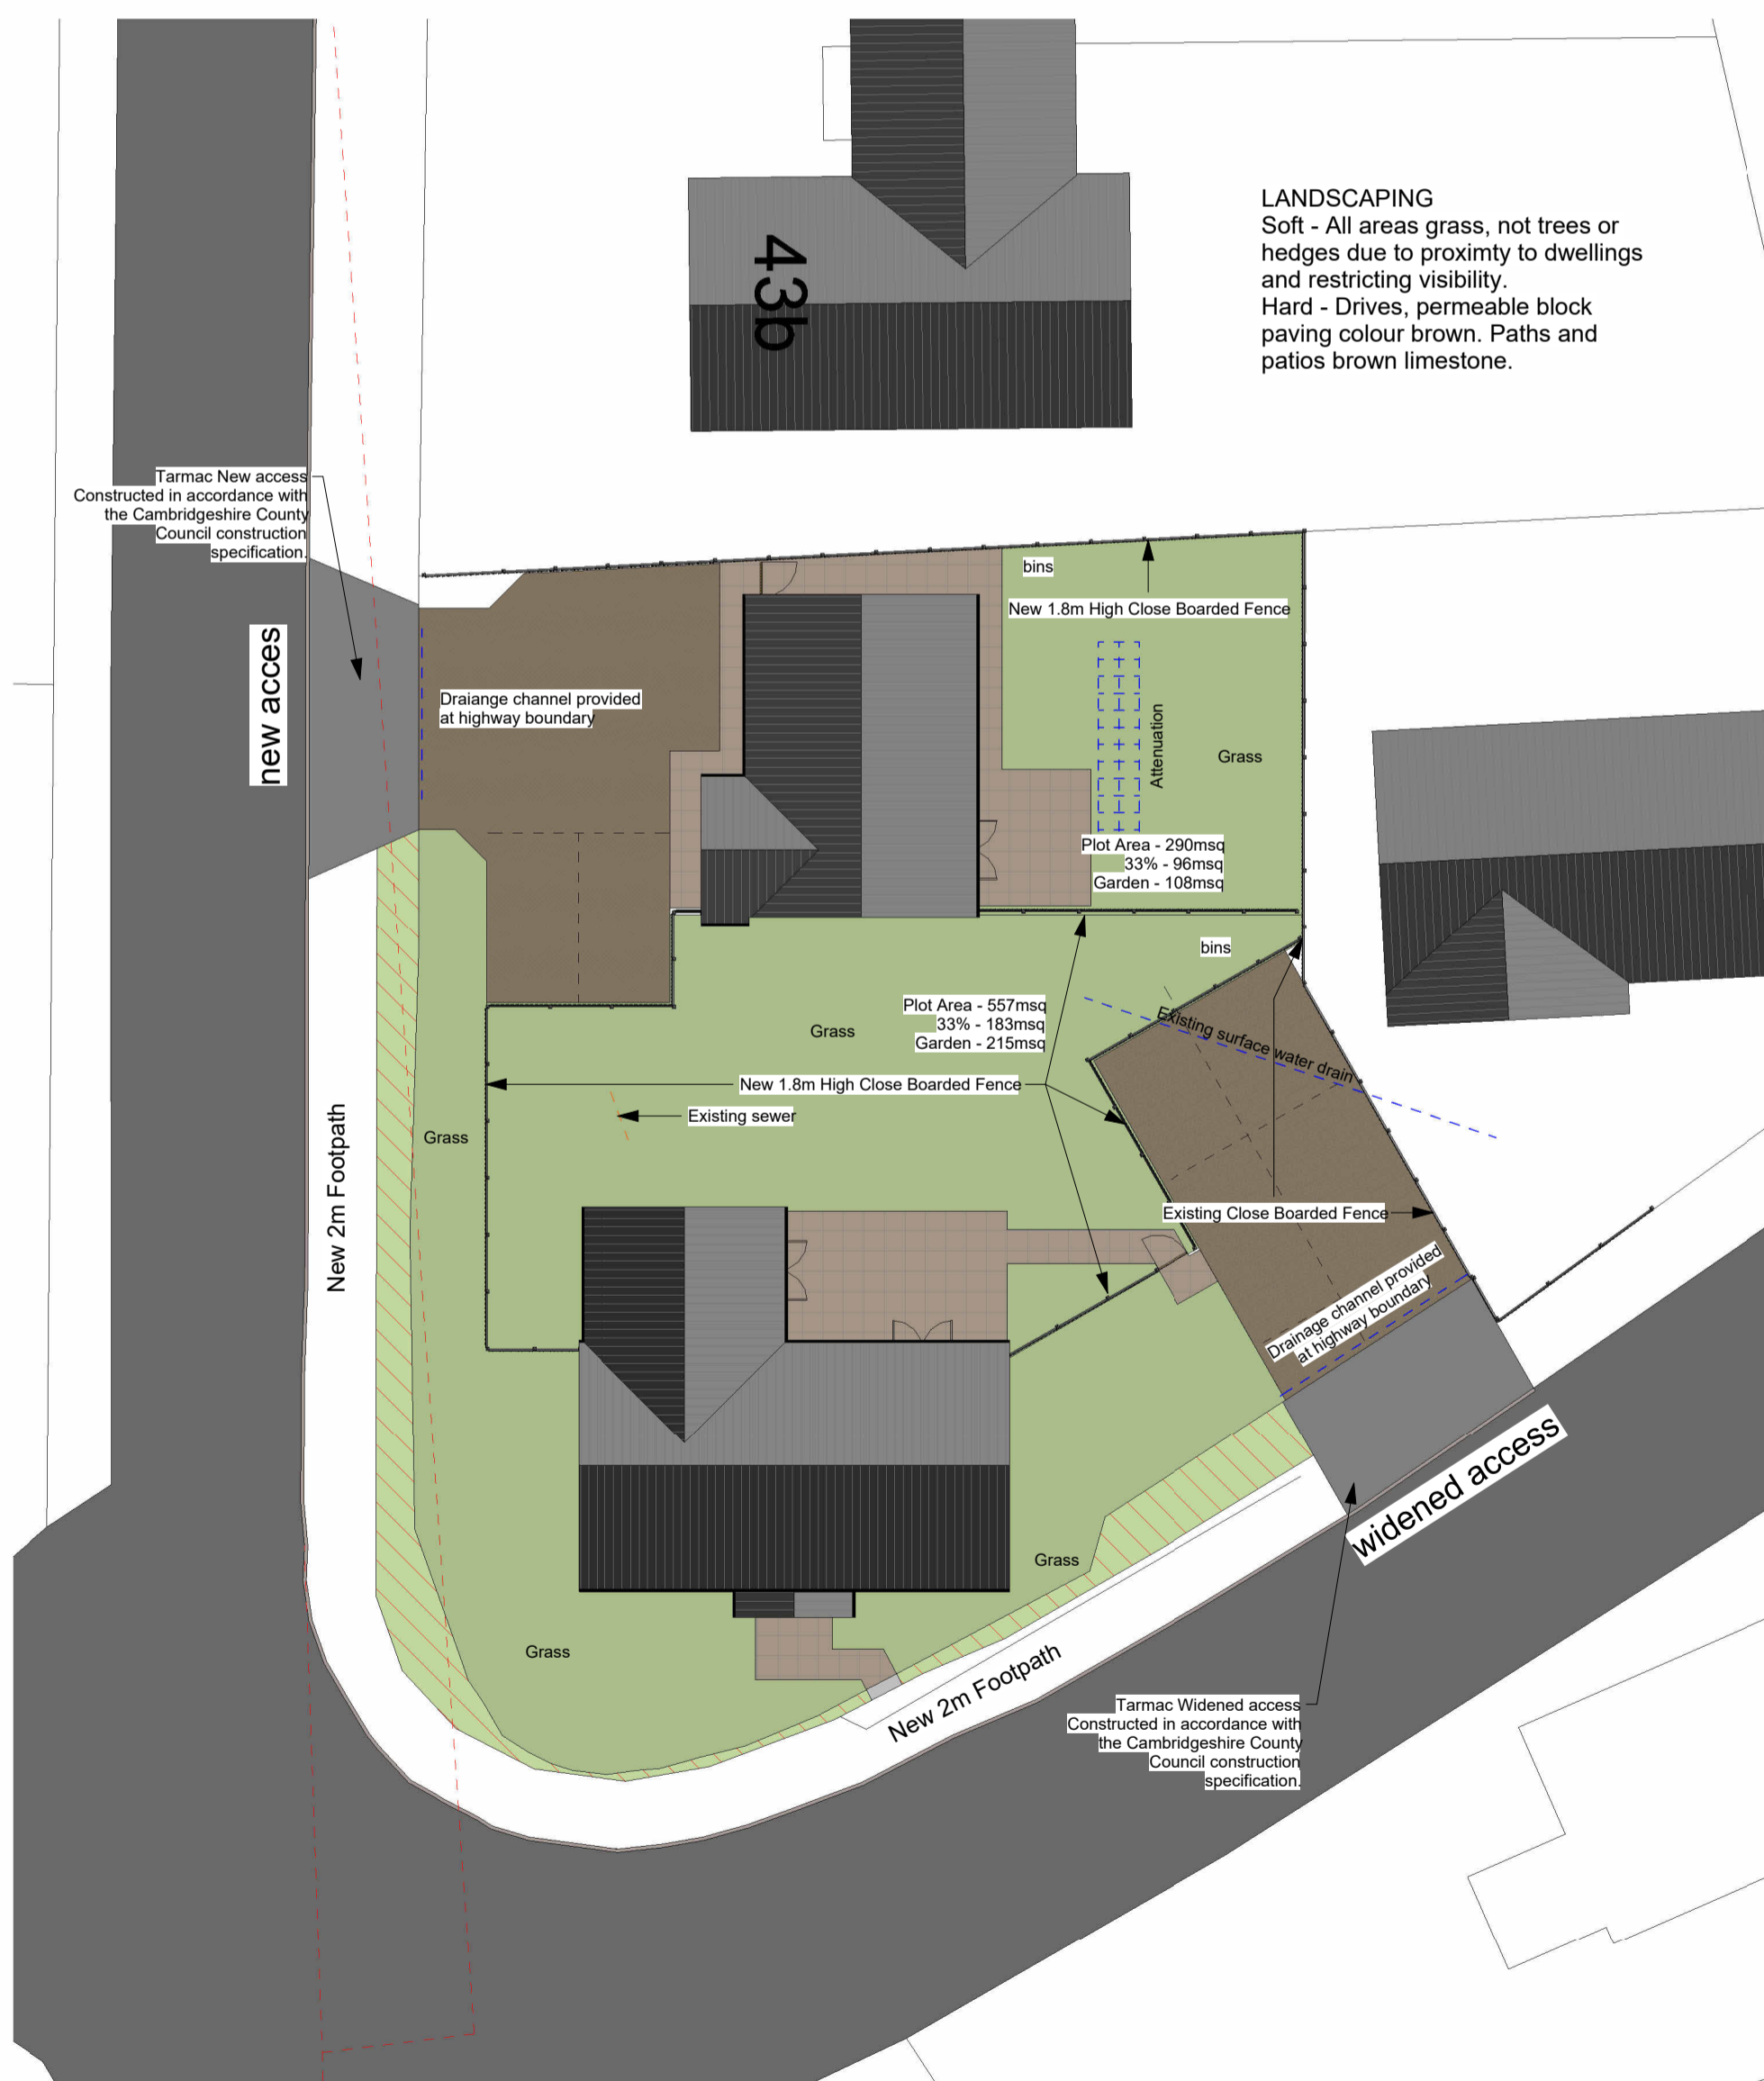 43b
LANDSCAPING
Soft - All areas grass, not trees or
hedges due to proximty to dwellings
and restricting visibility.
Hard - Drives, permeable block
paving colour brown. Paths and
patios brown limestone.
Tarmac New access
Constructed in accordance with
the Cambridgeshire County
Council construction
specification.
new acces
Draiange channel provided
at highway boundary
bins
New 1.8m High Close Boarded Fence
Attenuation
Grass
Plot Area - 290msq
33% - 96msq
Garden - 108msq
bins
Plot Area - 557msq
33% - 183msq
Garden - 215msq
Grass
Existing surface water drain
New 1.8m High Close Boarded Fence
Existing sewer
Grass
New 2m Footpath
Existing Close Boarded Fence
Drainage channel provided
at highway boundary
widened access
Grass
Grass
New 2m Footpath
Tarmac Widened access
Constructed in accordance with
the Cambridgeshire County
Council construction
specification.